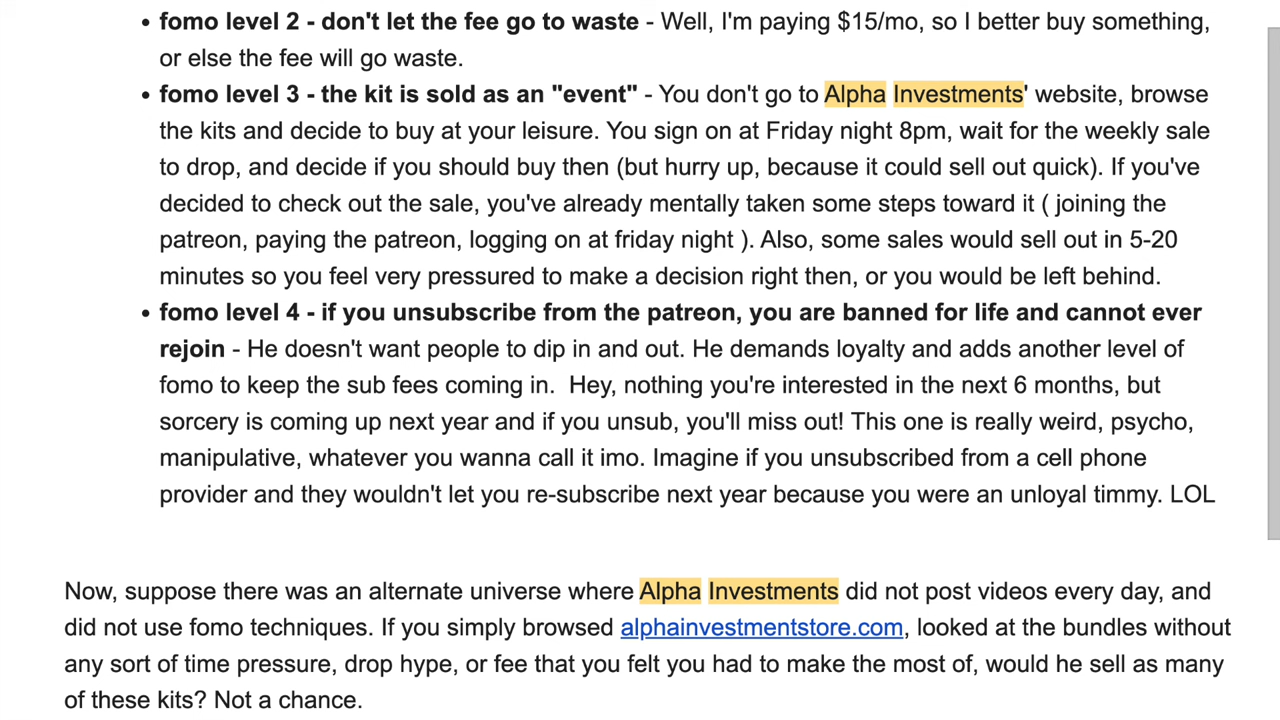 • fomo level 2 - don't let the fee go to waste - Well, I'm paying $15/mo, so I better buy something,
or else the fee will go waste.
• fomo level 3 - the kit is sold as an "event" - You don't go to Alpha Investments' website, browse
the kits and decide to buy at your leisure. You sign on at Friday night 8pm, wait for the weekly sale
to drop, and decide if you should buy then (but hurry up, because it could sell out quick). If you've
decided to check out the sale, you've already mentally taken some steps toward it ( joining the
patreon, paying the patreon, logging on at friday night ). Also, some sales would sell out in 5-20
minutes so you feel very pressured to make a decision right then, or you would be left behind.
• fomo level 4 - if you unsubscribe from the patreon, you are banned for life and cannot ever
rejoin - He doesn't want people to dip in and out. He demands loyalty and adds another level of
fomo to keep the sub fees coming in.  Hey, nothing you're interested in the next 6 months, but
sorcery is coming up next year and if you unsub, you'll miss out! This one is really weird, psycho,
manipulative, whatever you wanna call it imo. Imagine if you unsubscribed from a cell phone
provider and they wouldn't let you re-subscribe next year because you were an unloyal timmy. LOL
Now, suppose there was an alternate universe where Alpha Investments did not post videos every day, and
did not use fomo techniques. If you simply browsed alphainvestmentstore.com, looked at the bundles without
any sort of time pressure, drop hype, or fee that you felt you had to make the most of, would he sell as many
of these kits? Not a chance.